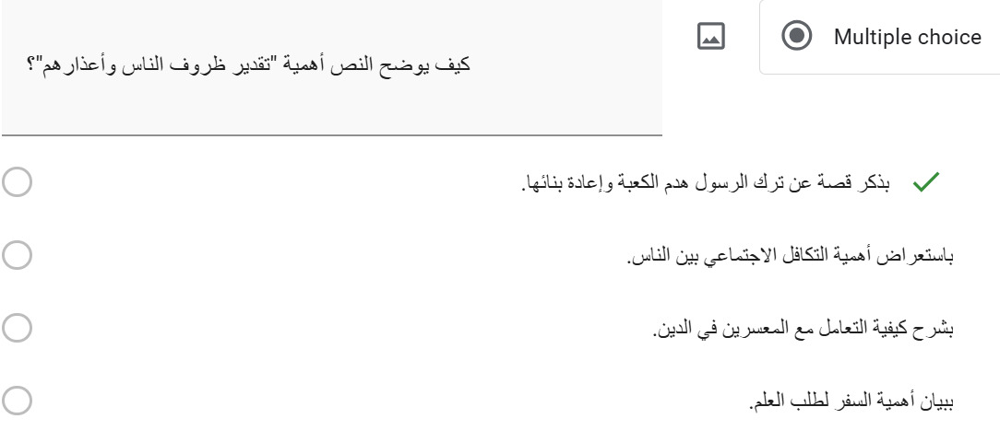 Multiple choice
كيف يوضح النص أهمية "تقدير ظروف الناس وأعذارهم"؟
بذكر قصة عن ترك الرسول هدم الكعبة وإعادة بنائها.
باستعراض أهمية التكافل الاجتماعي بين الناس.
بشرح كيفية التعامل مع المعسرين في الدين.
ببيان أهمية السفر لطلب العلم.